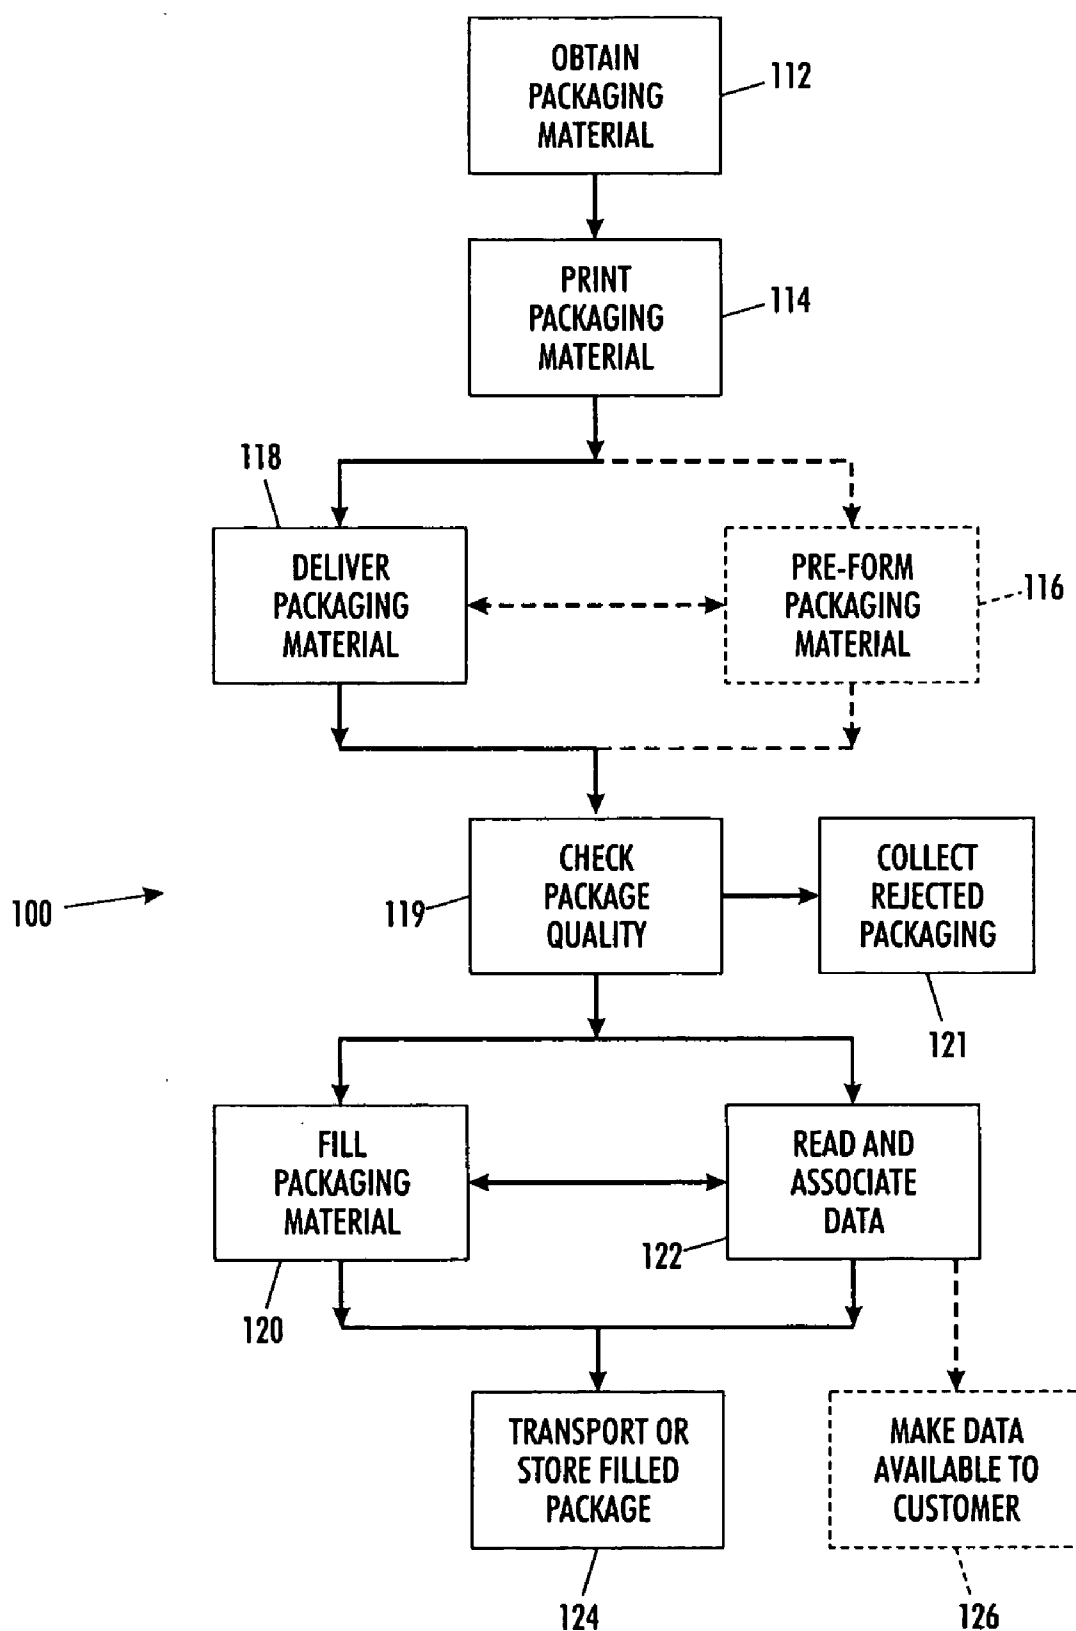 OBTAIN
PACKAGING
MATERIAL
112
PRINT
PACKAGING
MATERIAL
114
118
DELIVER
PACKAGING
MATERIAL
PRE-FORM
PACKAGING
MATERIAL
116
100
119
CHECK
PACKAGE
QUALITY
COLLECT
REJECTED
PACKAGING
121
FILL
PACKAGING
MATERIAL
120
READ AND
ASSOCIATE
DATA
122
TRANSPORT OR
STORE FILLED
PACKAGE
124
MAKE DATA
AVAILABLE TO
CUSTOMER
126